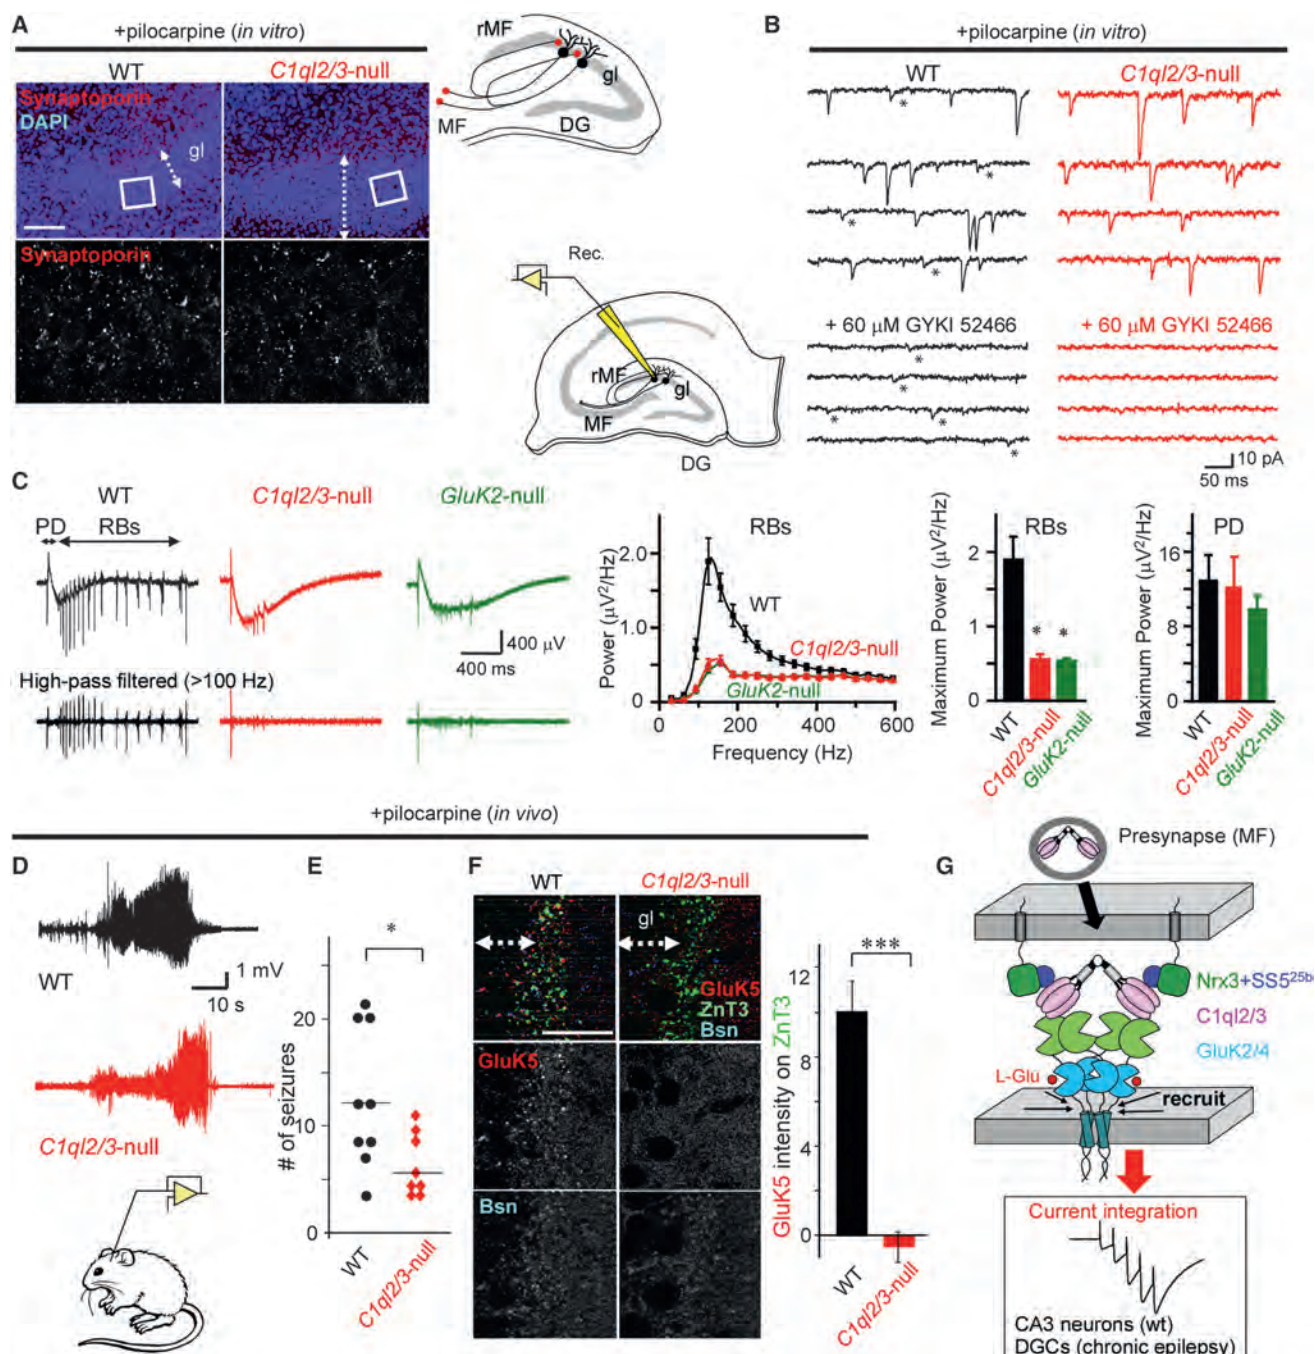 A
+pilocarpine (in vitro)
WT
C1ql2/3-null
Synaptoporin
DAPI
gl
Synaptoporin
rMF
gl
MF
DG
Rec.
rMF
gl
MF
DG
B
+pilocarpine (in vitro)
WT
C1ql2/3-null
*
*
*
*
+ 60 μM GYKI 52466
+ 60 μM GYKI 52466
*
*
* *
*
10 pA
50 ms
C
WT
C1ql2/3-null
GluK2-null
PD RBs
400 μV
400 ms
High-pass filtered (>100 Hz)
RBs
WT
C1ql2/3-null
GluK2-null
Power (μV²/Hz)
2.0
1.0
0
0 200 400 600
Frequency (Hz)
Maximum Power (μV²/Hz)
RBs
2
1
0
* *
WT
C1ql2/3-null
GluK2-null
Maximum Power (μV²/Hz)
PD
16
8
0
WT
C1ql2/3-null
GluK2-null
+pilocarpine (in vivo)
D
WT
1 mV
10 s
C1ql2/3-null
E
*
# of seizures
20
10
0
WT
C1ql2/3-null
F
WT
C1ql2/3-null
gl
GluK5
ZnT3
Bsn
GluK5
Bsn
GluK5 intensity on ZnT3
***
12
8
4
0
WT
C1ql2/3-null
G
Presynapse (MF)
Nrx3+SS5²⁵ᵇ
C1ql2/3
GluK2/4
L-Glu
recruit
Current integration
CA3 neurons (wt)
DGCs (chronic epilepsy)